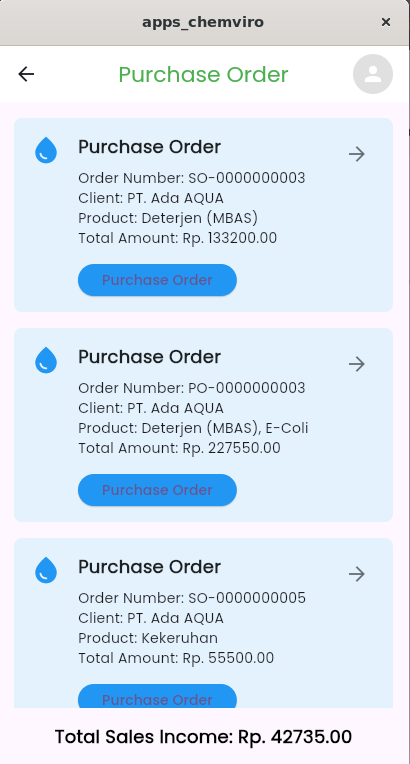 apps_chemviro
Purchase Order
Purchase Order
Order Number: SO-0000000003
Client: PT. Ada AQUA
Product: Deterjen (MBAS)
Total Amount: Rp. 133200.00
Purchase Order
Purchase Order
Order Number: PO-0000000003
Client: PT. Ada AQUA
Product: Deterjen (MBAS), E-Coli
Total Amount: Rp. 227550.00
Purchase Order
Purchase Order
Order Number: SO-0000000005
Client: PT. Ada AQUA
Product: Kekeruhan
Total Amount: Rp. 55500.00
Purchase Order
Total Sales Income: Rp. 42735.00